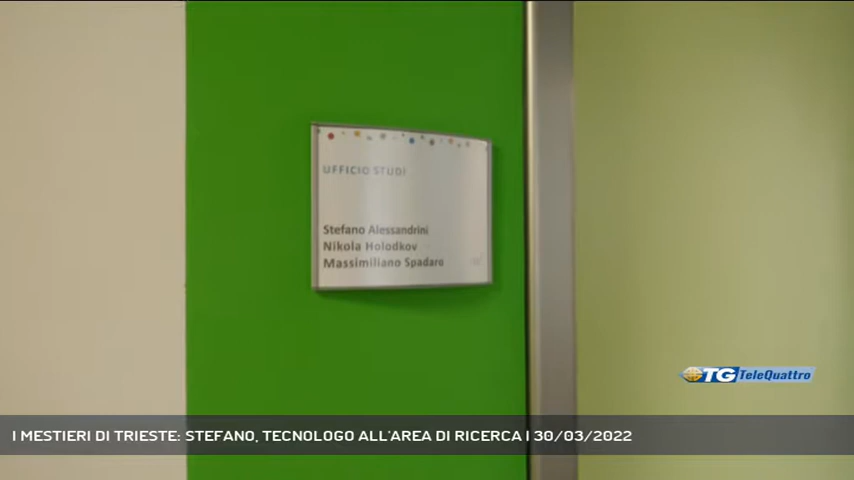 UFFICIO STUDI
Stefano Alessandrini
Nikola Holodkov
Massimiliano Spadaro
TG TeleQuattro
I MESTIERI DI TRIESTE: STEFANO, TECNOLOGO ALL'AREA DI RICERCA | 30/03/2022